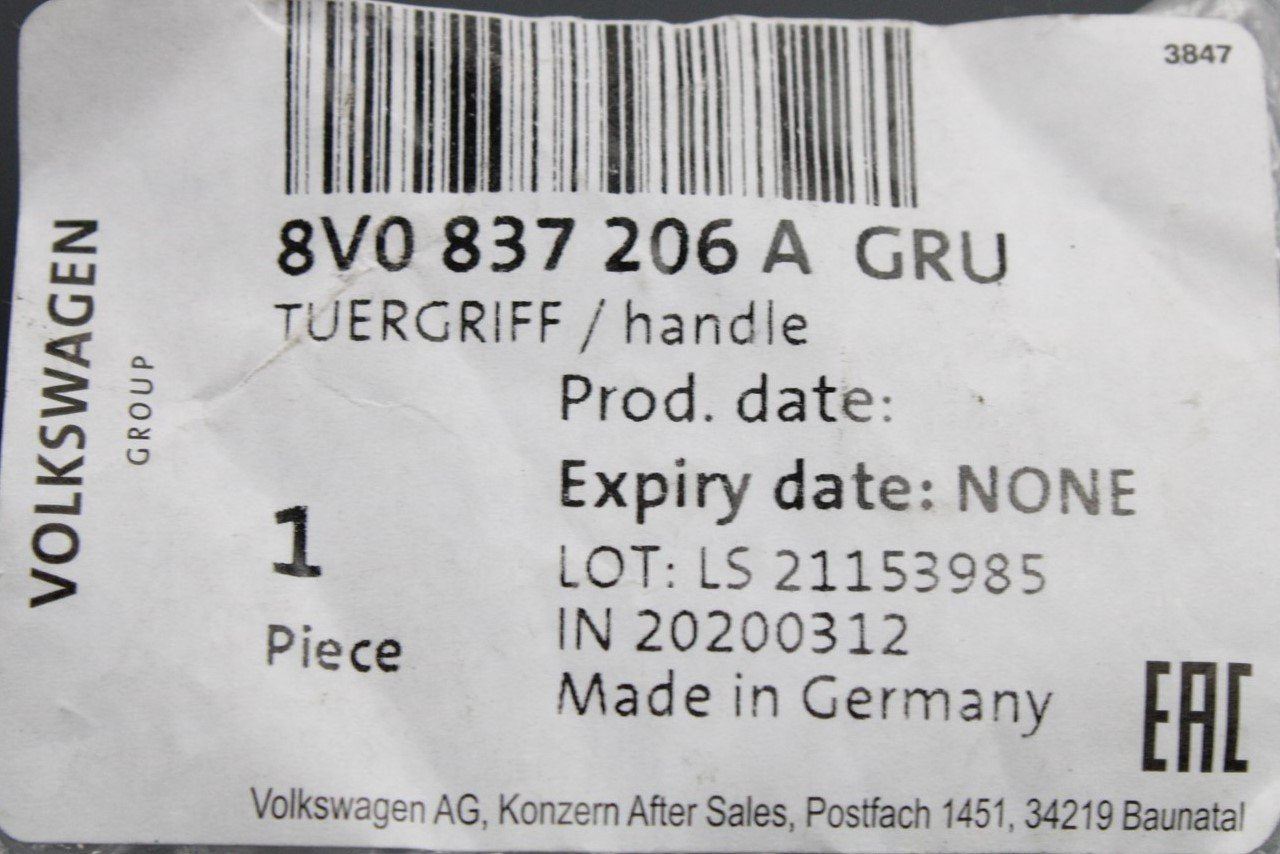 3847
8V0 837 206 A GRU
TUERGRIFF / handle
Prod. date:
Expiry date: NONE
1
Piece
LOT: LS 21153985
IN 20200312
Made in Germany
VOLKSWAGEN
GROUP
EAC
Volkswagen AG, Konzern After Sales, Postfach 1451, 34219 Baunatal